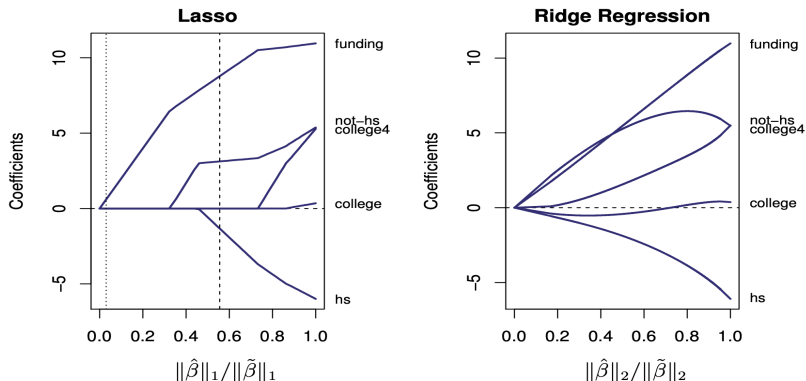 Lasso
Coefficients
10
5
0
−5
funding
not−hs
college4
college
hs
0.0 0.2 0.4 0.6 0.8 1.0
‖β̂‖₁/‖β̃‖₁
Ridge Regression
Coefficients
10
5
0
−5
funding
not−hs
college4
college
hs
0.0 0.2 0.4 0.6 0.8 1.0
‖β̂‖₂/‖β̃‖₂